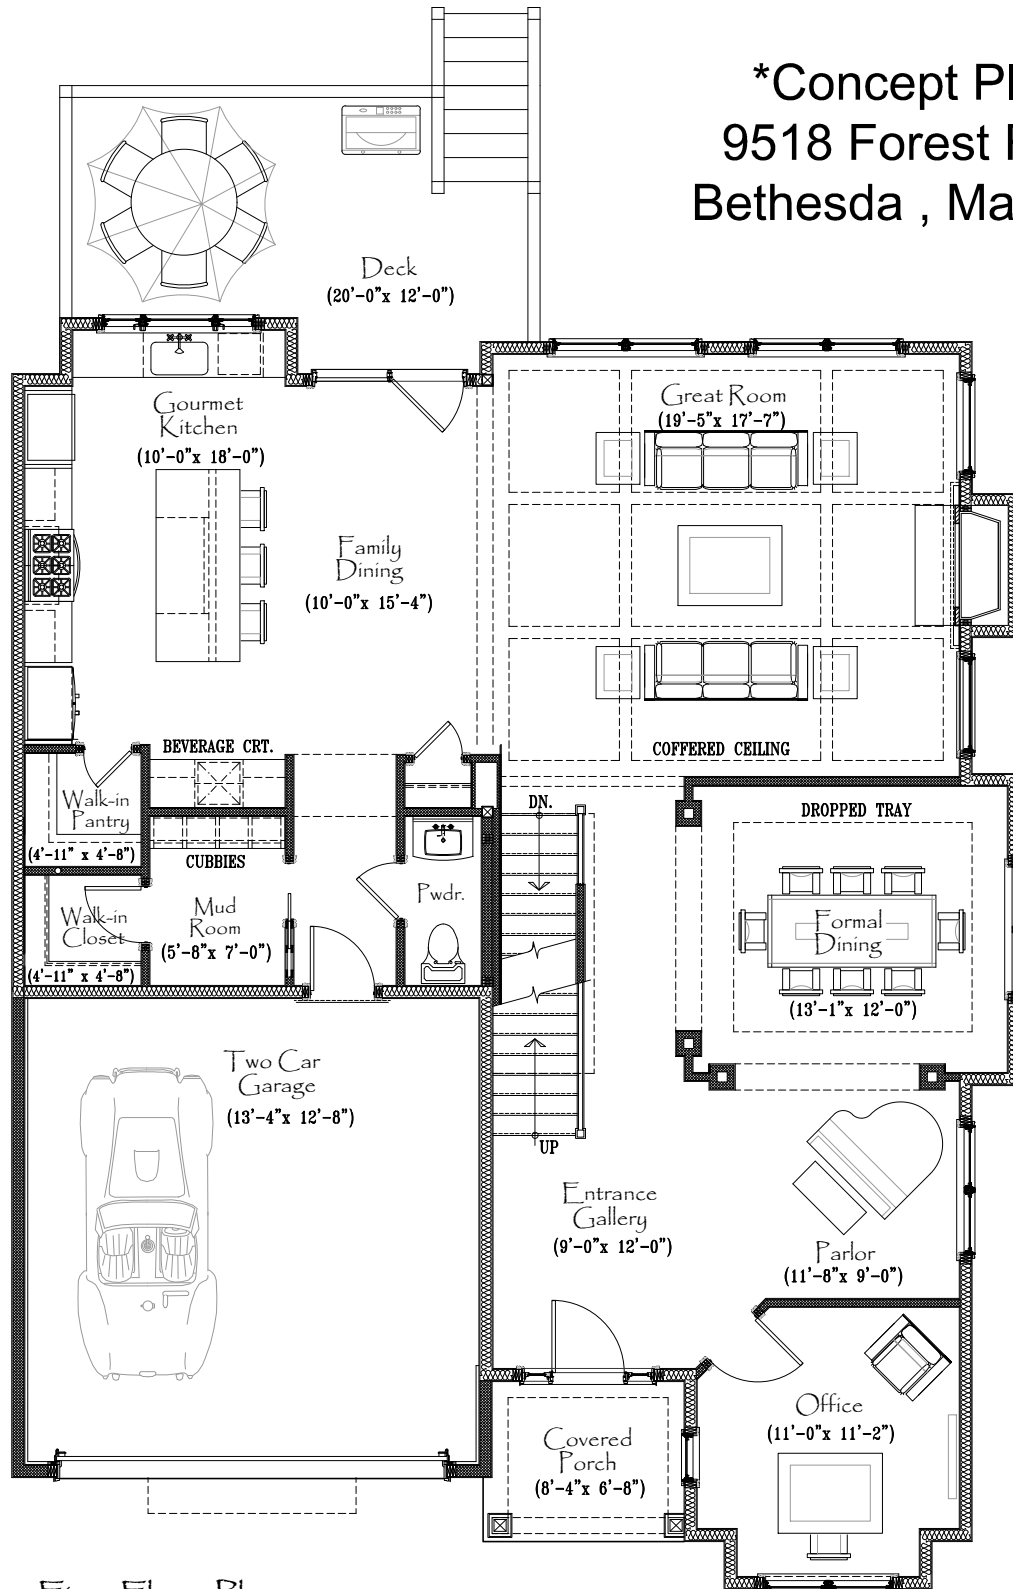 *Concept Pl
9518 Forest
Bethesda , Ma
Deck
(20'-0"x 12'-0")
Gourmet
Kitchen
(10'-0"x 18'-0")
Great Room
(19'-5"x 17'-7")
Family
Dining
(10'-0"x 15'-4")
BEVERAGE CRT.
COFFERED CEILING
Walk-in
Pantry
(4'-11" x 4'-8")
CUBBIES
DN.
DROPPED TRAY
Walk-in
Closet
(4'-11" x 4'-8")
Mud
Room
(5'-8"x 7'-0")
Pwdr.
Formal
Dining
(13'-1"x 12'-0")
Two Car
Garage
(13'-4"x 12'-8")
UP
Entrance
Gallery
(9'-0"x 12'-0")
Parlor
(11'-8"x 9'-0")
Office
(11'-0"x 11'-2")
Covered
Porch
(8'-4"x 6'-8")